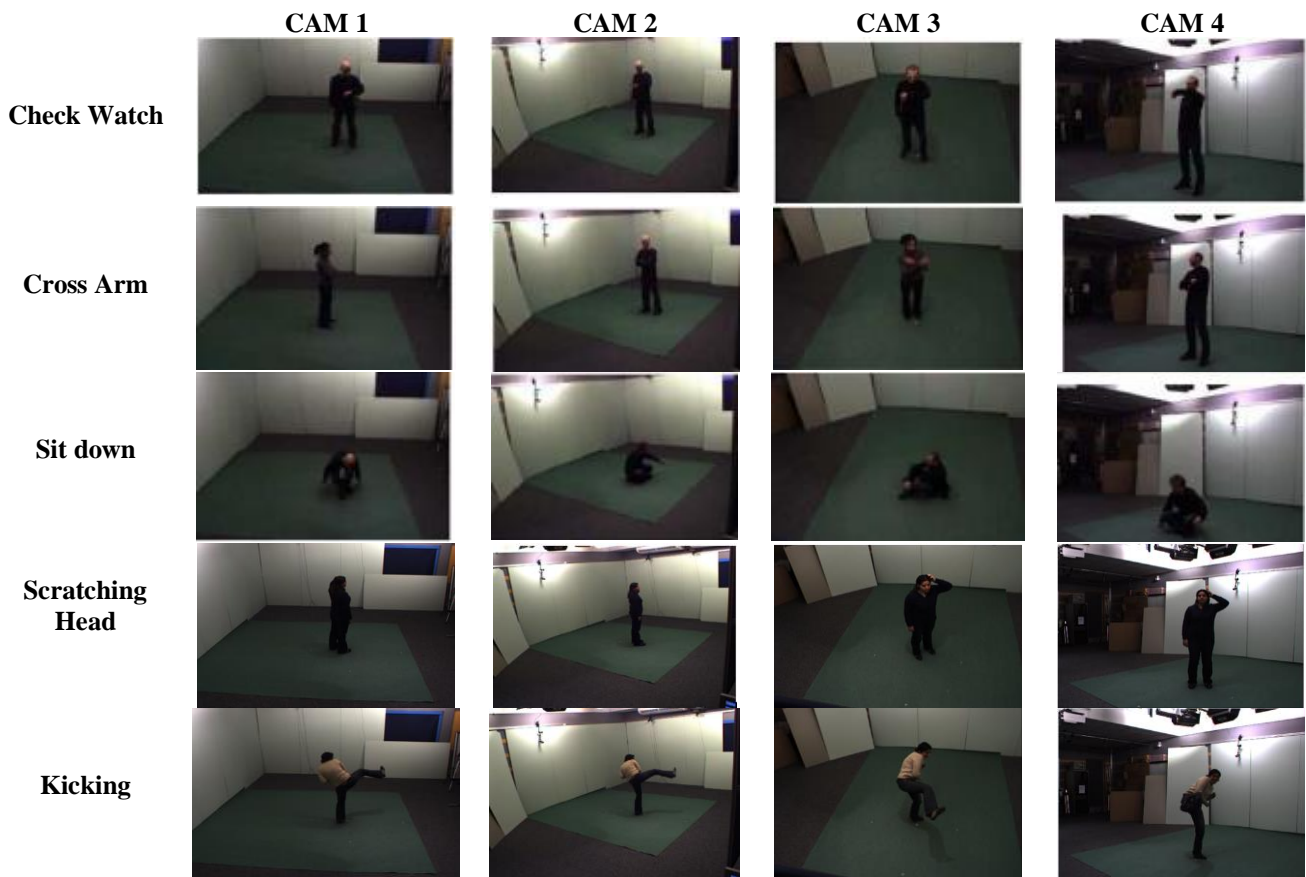 CAM 1 CAM 2 CAM 3 CAM 4
Check Watch
Cross Arm
Sit down
Scratching
Head
Kicking